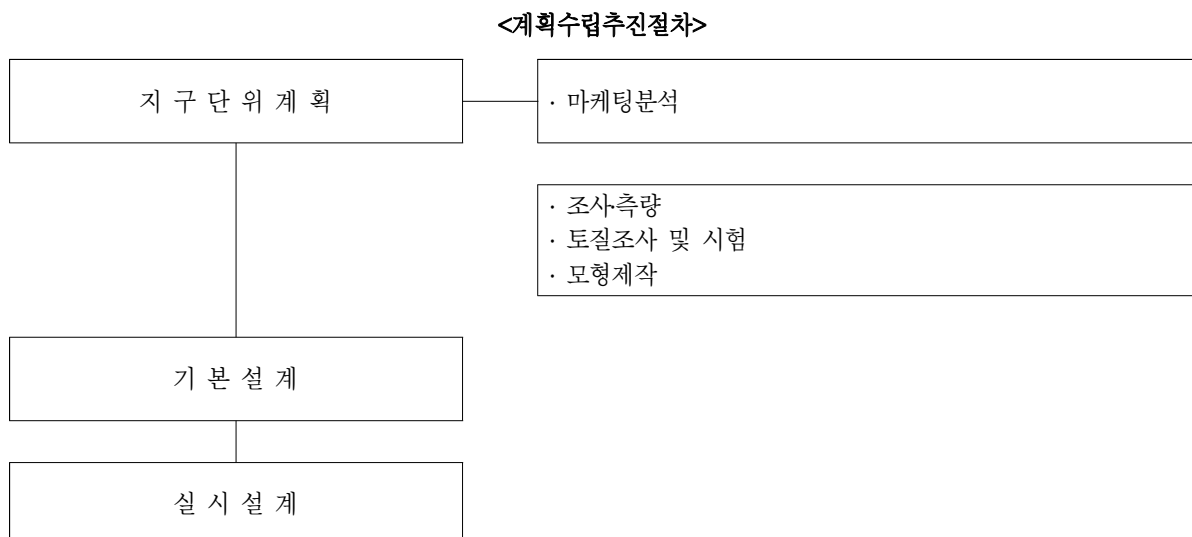 <계획수립추진절차>
지 구 단 위 계 획
· 마케팅분석
· 조사·측량
· 토질조사 및 시험
· 모형제작
기 본 설 계
실 시 설 계